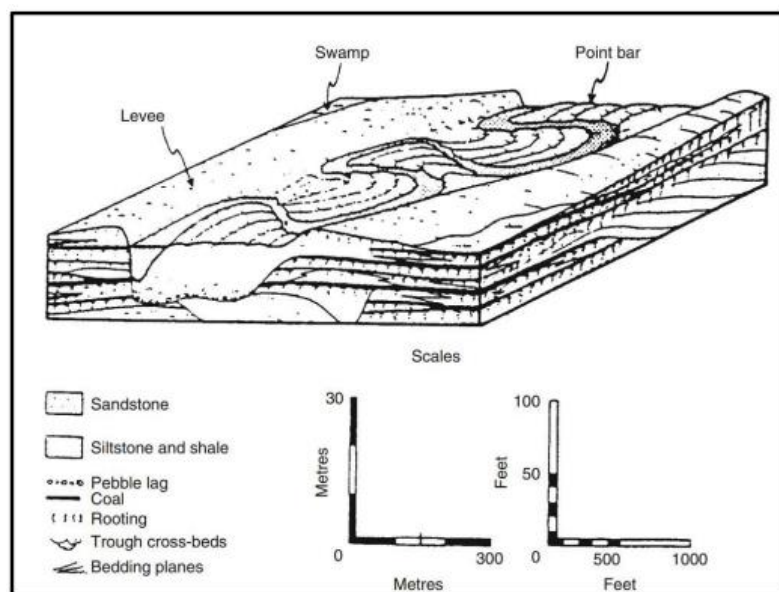 Swamp
Point bar
Levee
Scales
Sandstone
Siltstone and shale
Pebble lag
Coal
Rooting
Trough cross-beds
Bedding planes
30
Metres
0
300
Metres
100
50
Feet
0
500
1000
Feet